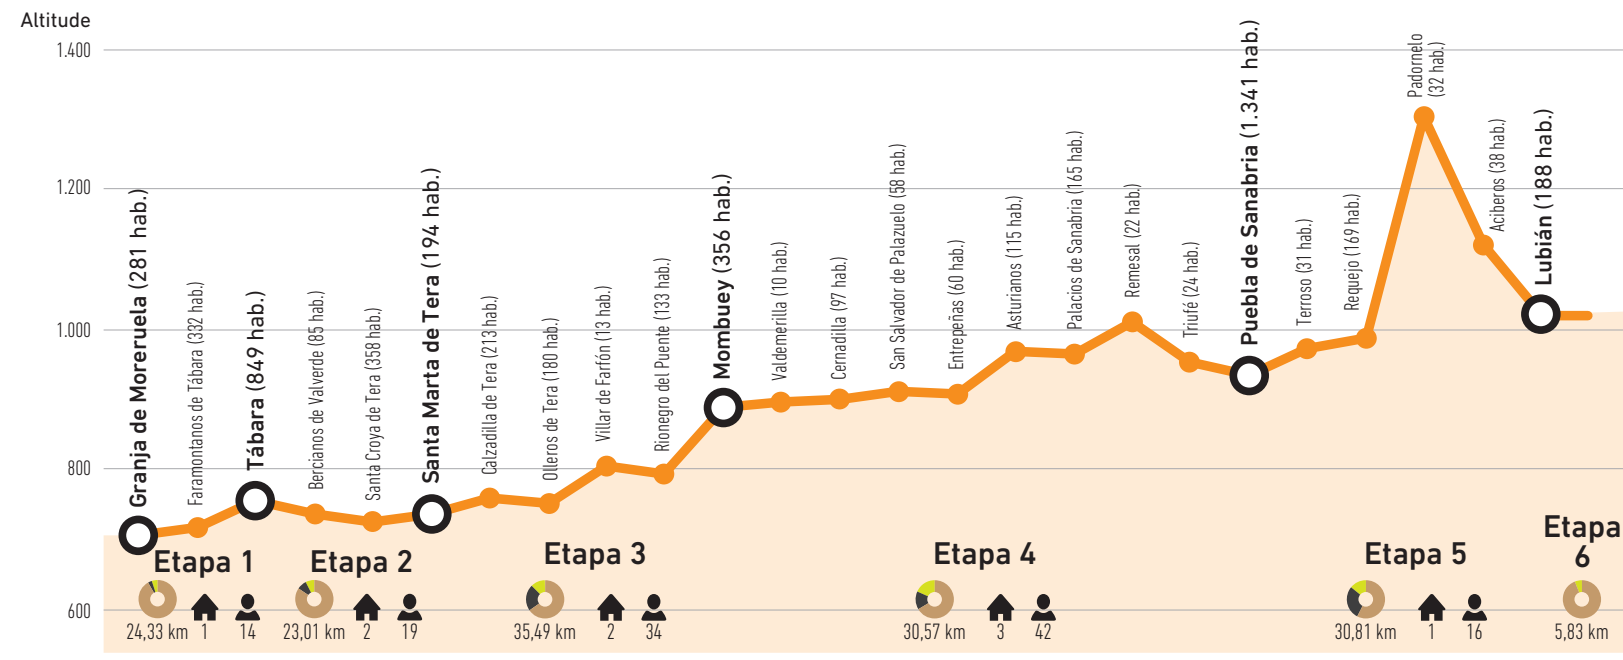 Altitude
1.400
1.200
1.000
800
600
Granja de Moreruela (281 hab.)
Faramontanos de Tábara (332 hab.)
Tábara (849 hab.)
Bercianos de Valverde (85 hab.)
Santa Croya de Tera (358 hab.)
Santa Marta de Tera (194 hab.)
Calzadilla de Tera (213 hab.)
Olleros de Tera (180 hab.)
Villar de Farfón (13 hab.)
Rionegro del Puente (133 hab.)
Mombuey (356 hab.)
Valdemerilla (10 hab.)
Cernadilla (97 hab.)
San Salvador de Palazuelo (58 hab.)
Entrepeñas (60 hab.)
Asturianos (115 hab.)
Palacios de Sanabria (165 hab.)
Remesal (22 hab.)
Triufé (24 hab.)
Puebla de Sanabria (1.341 hab.)
Terroso (31 hab.)
Requejo (169 hab.)
Padornelo
(32 hab.)
Aciberos (38 hab.)
Lubián (188 hab.)
Etapa 1
24,33 km 1 14
Etapa 2
23,01 km 2 19
Etapa 3
35,49 km 2 34
Etapa 4
30,57 km 3 42
Etapa 5
30,81 km 1 16
Etapa
6
5,83 km